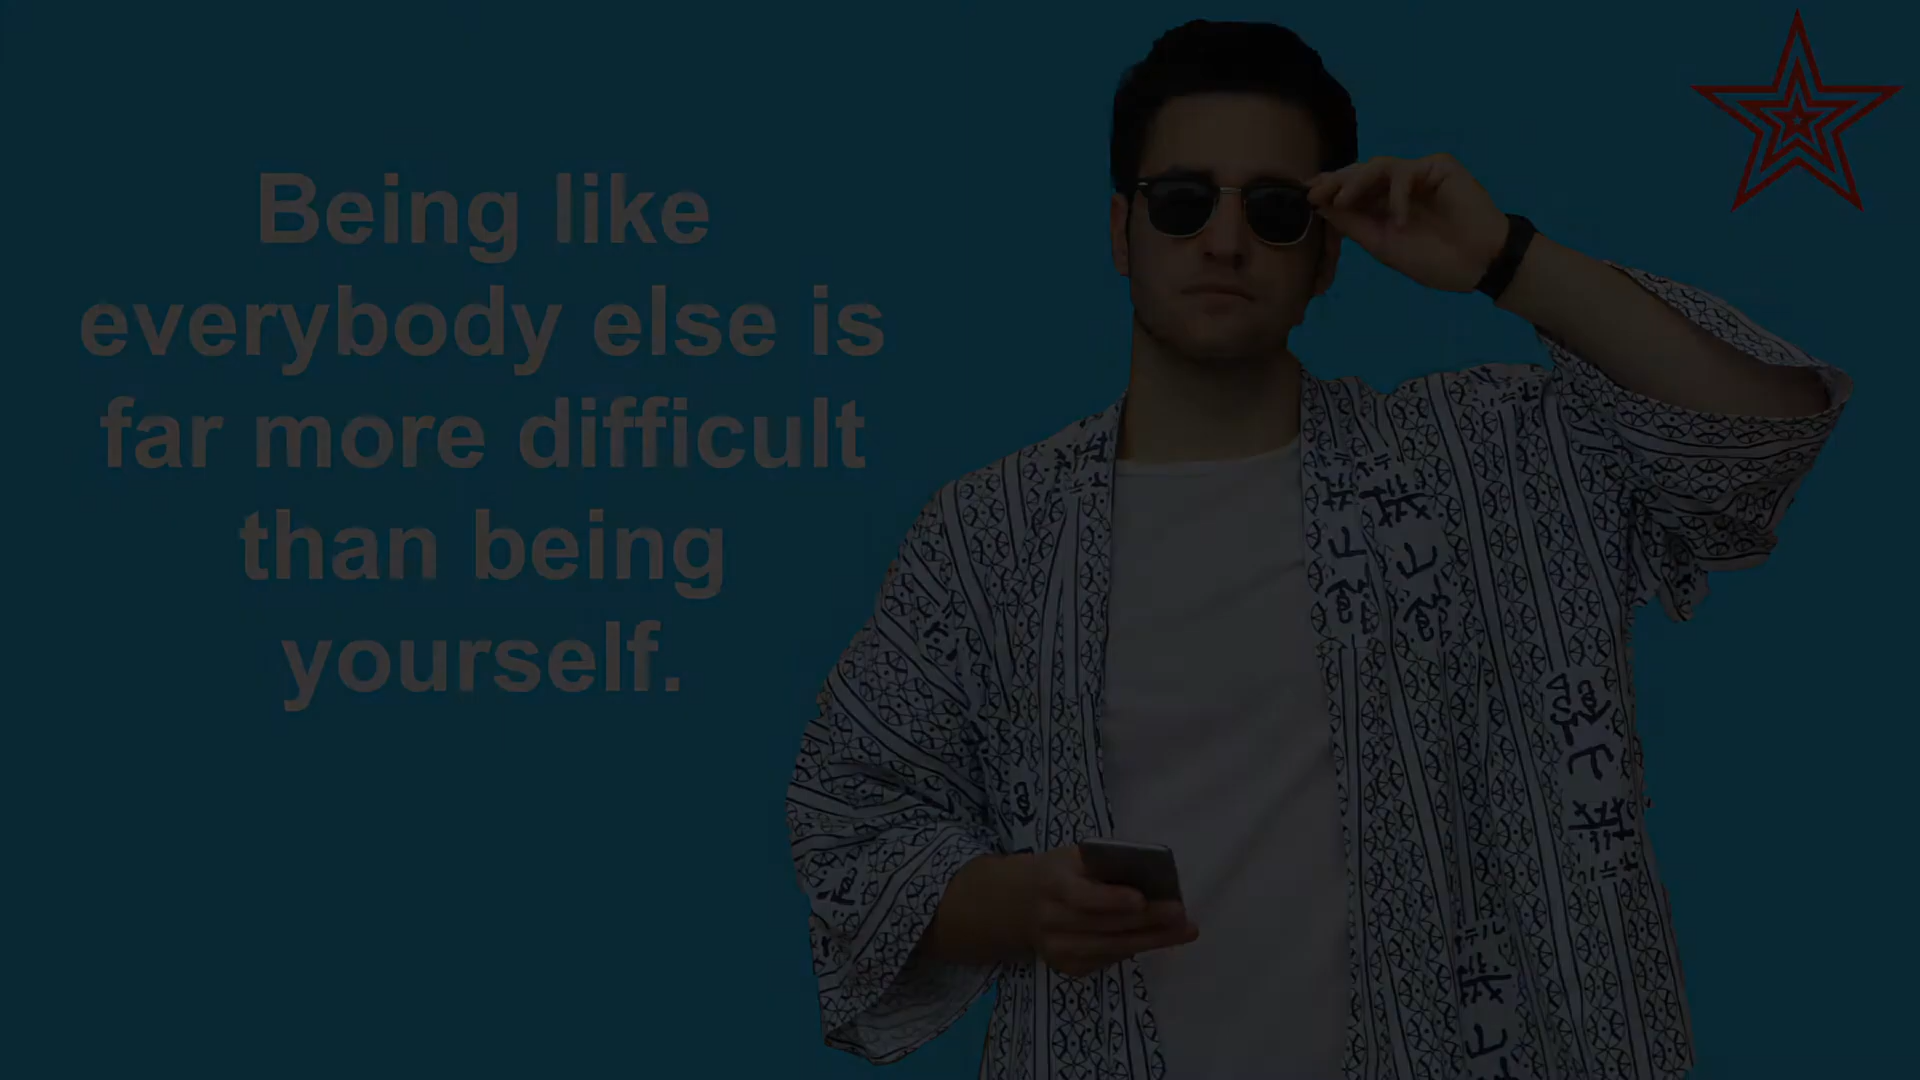 Being like
everybody else is
far more difficult
than being
yourself.